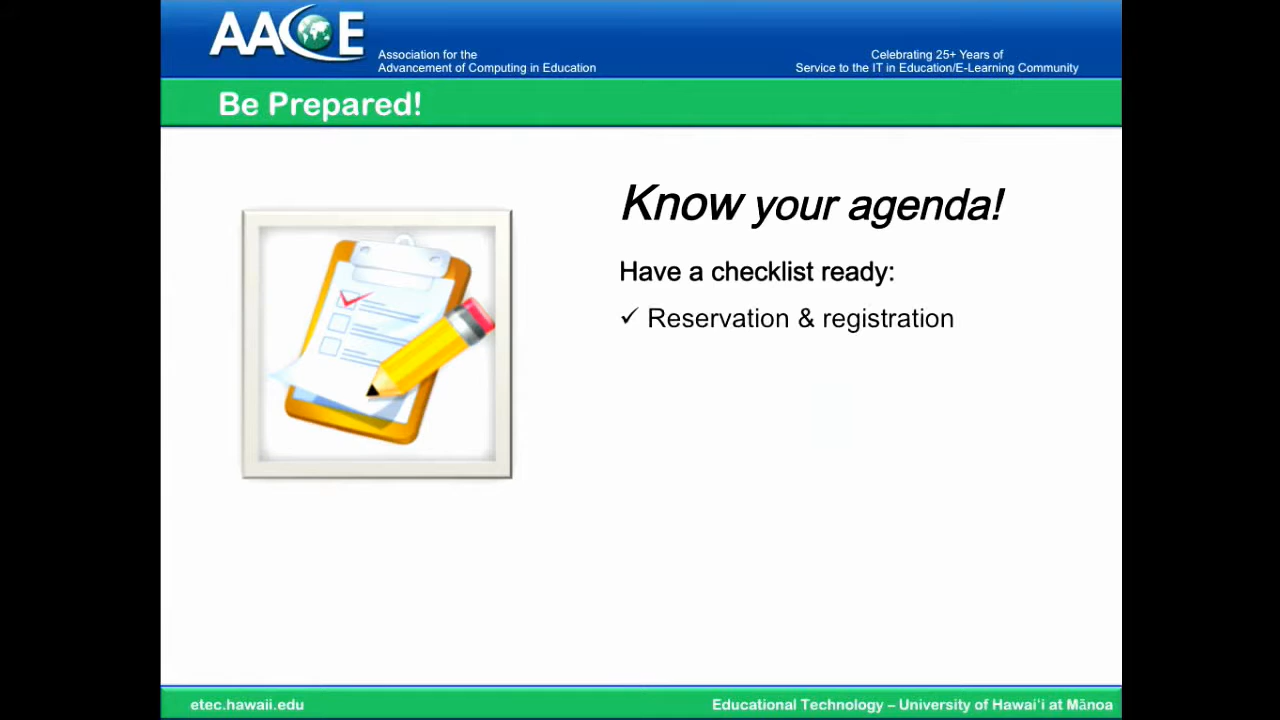 AACE
Association for the
Advancement of Computing in Education
Celebrating 25+ Years of
Service to the IT in Education/E-Learning Community
Be Prepared!
Know your agenda!
Have a checklist ready:
✓ Reservation & registration
etec.hawaii.edu
Educational Technology – University of Hawaiʻi at Mānoa